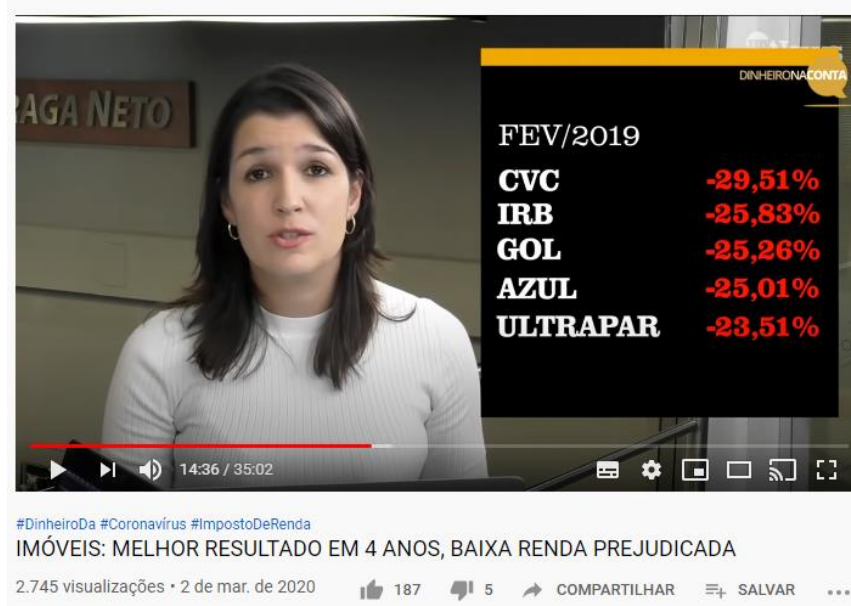 RAGA NETO
DINHEIRONACONTA
FEV/2019
CVC -29,51%
IRB -25,83%
GOL -25,26%
AZUL -25,01%
ULTRAPAR -23,51%
14:36 / 35:02
#DinheiroDa #Coronavírus #ImpostoDeRenda
IMÓVEIS: MELHOR RESULTADO EM 4 ANOS, BAIXA RENDA PREJUDICADA
2.745 visualizações • 2 de mar. de 2020 187 5 COMPARTILHAR SALVAR